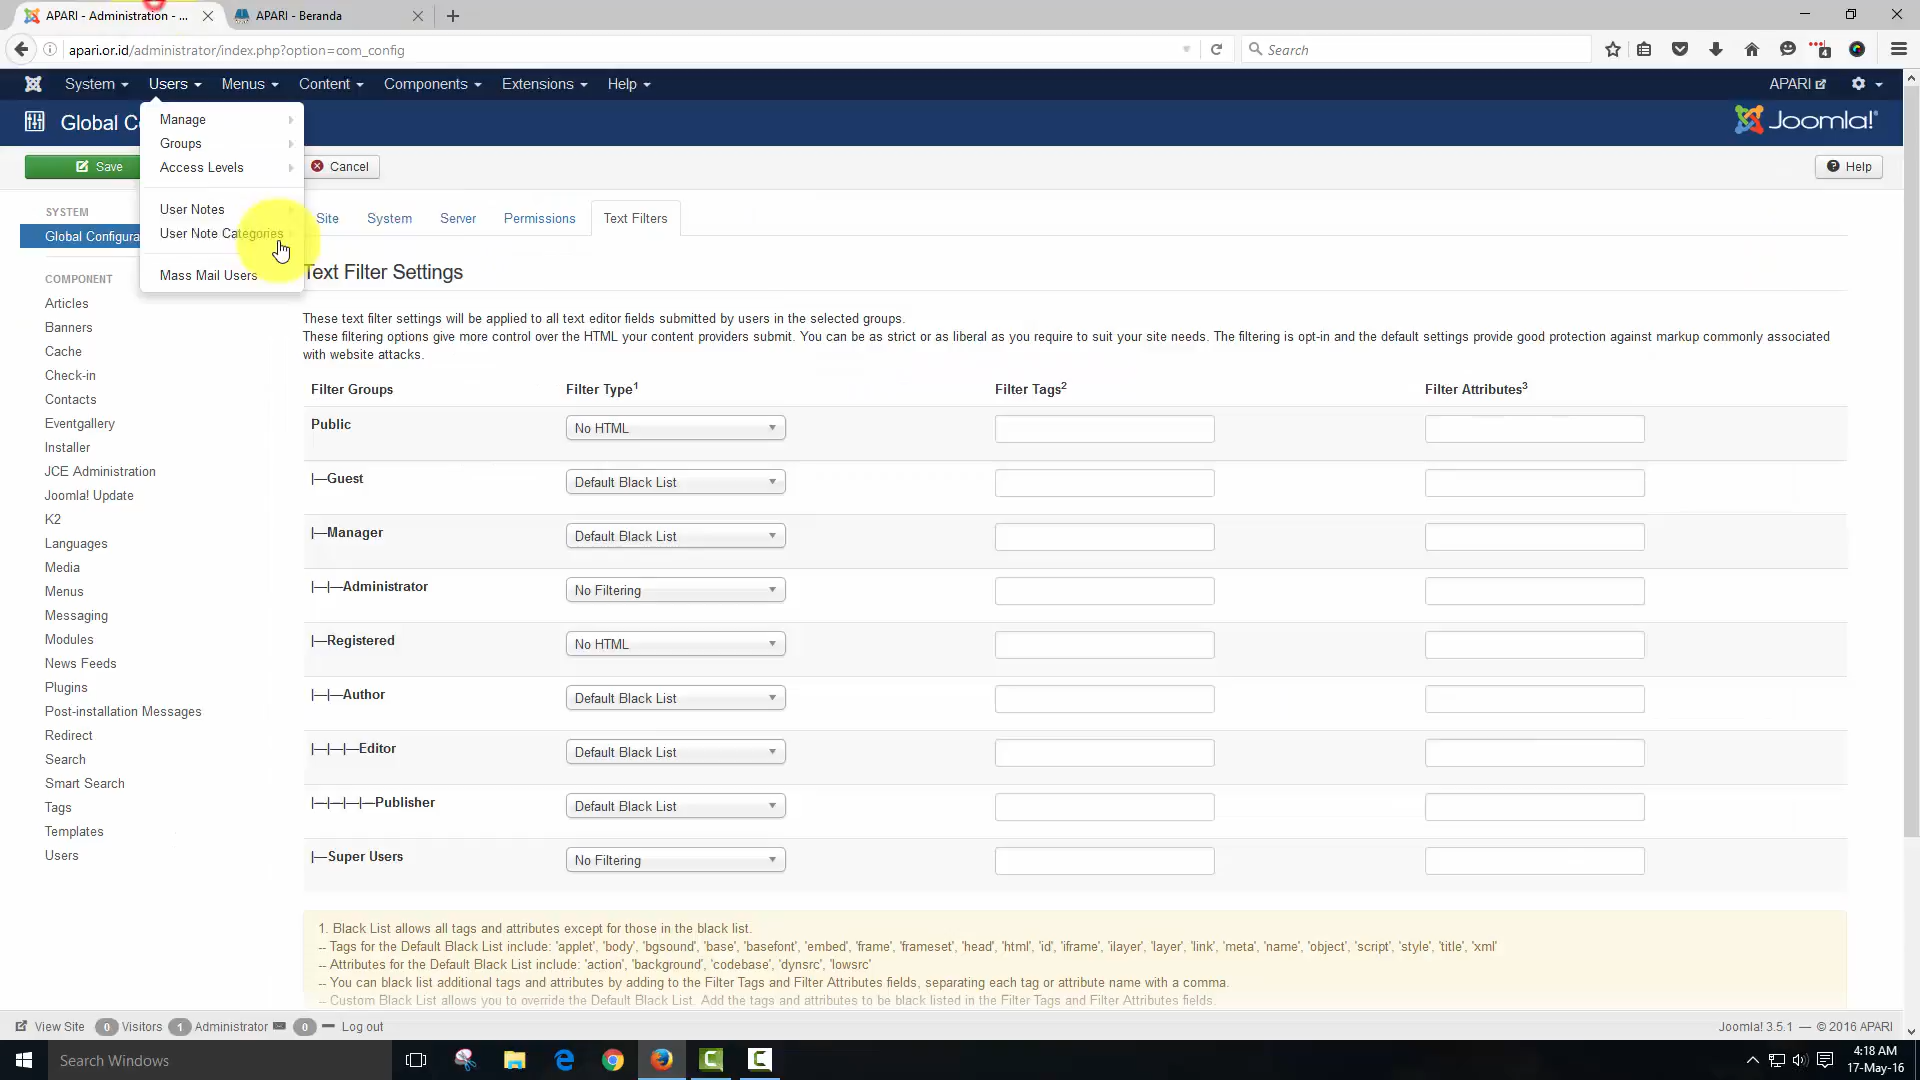 APARI - Administration - ...
APARI - Beranda
apari.or.id/administrator/index.php?option=com_config
Search
4
System
Users
Menus
Content
Components
Extensions
Help
APARI
Global C
Joomla!
Manage
Groups
Access Levels
User Notes
User Note Categories
Mass Mail Users
Save
Cancel
Help
SYSTEM
Global Configura
COMPONENT
Articles
Banners
Cache
Check-in
Contacts
Eventgallery
Installer
JCE Administration
Joomla! Update
K2
Languages
Media
Menus
Messaging
Modules
News Feeds
Plugins
Post-installation Messages
Redirect
Search
Smart Search
Tags
Templates
Users
Site
System
Server
Permissions
Text Filters
Text Filter Settings
These text filter settings will be applied to all text editor fields submitted by users in the selected groups.
These filtering options give more control over the HTML your content providers submit. You can be as strict or as liberal as you require to suit your site needs. The filtering is opt-in and the default settings provide good protection against markup commonly associated
with website attacks.
Filter Groups
Filter Type1
Filter Tags2
Filter Attributes3
Public
No HTML
|—Guest
Default Black List
|—Manager
Default Black List
|—|—Administrator
No Filtering
|—Registered
No HTML
|—|—Author
Default Black List
|—|—|—Editor
Default Black List
|—|—|—|—Publisher
Default Black List
|—Super Users
No Filtering
1. Black List allows all tags and attributes except for those in the black list.
-- Tags for the Default Black List include: 'applet', 'body', 'bgsound', 'base', 'basefont', 'embed', 'frame', 'frameset', 'head', 'html', 'id', 'iframe', 'ilayer', 'layer', 'link', 'meta', 'name', 'object', 'script', 'style', 'title', 'xml'
-- Attributes for the Default Black List include: 'action', 'background', 'codebase', 'dynsrc', 'lowsrc'
-- You can black list additional tags and attributes by adding to the Filter Tags and Filter Attributes fields, separating each tag or attribute name with a comma.
-- Custom Black List allows you to override the Default Black List. Add the tags and attributes to be black listed in the Filter Tags and Filter Attributes fields.
View Site
0 Visitors
1 Administrator
0
Log out
Joomla! 3.5.1 — © 2016 APARI
Search Windows
4:18 AM
17-May-16